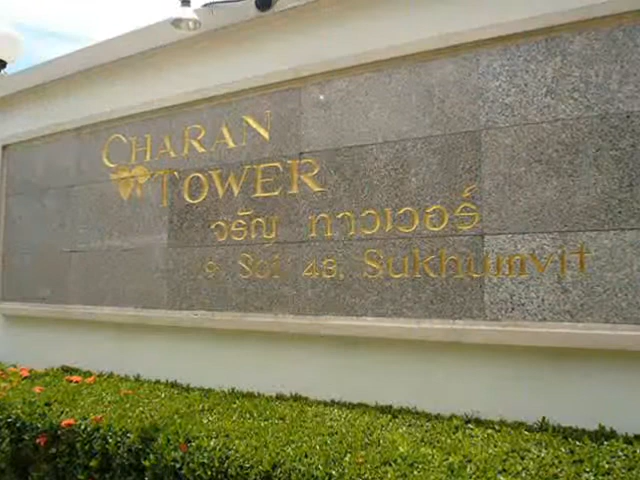 CHARAN
TOWER
จรัญ ทาวเวอร์
9, Soi 43, Sukhumvit